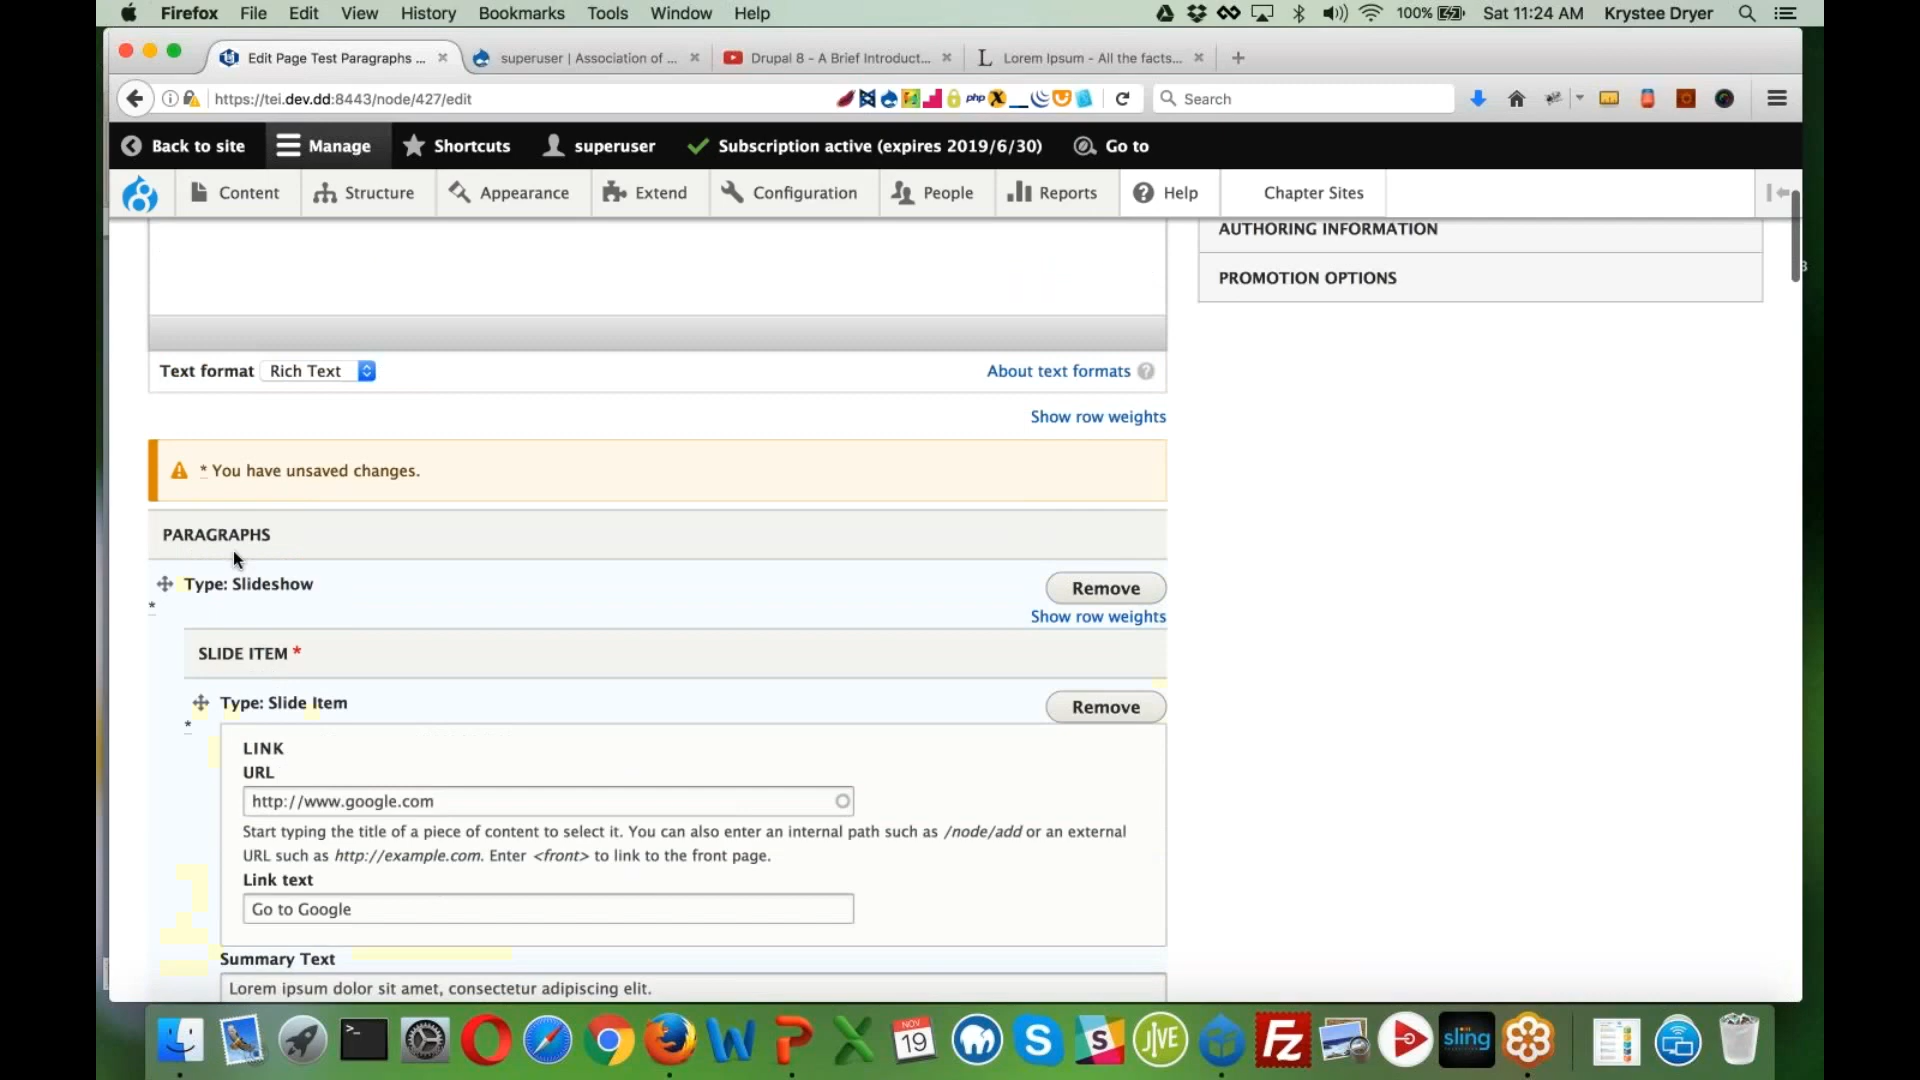 Firefox File Edit View History Bookmarks Tools Window Help 100% Sat 11:24 AM Krystee Dryer
Edit Page Test Paragraphs ... superuser | Association of ... Drupal 8 - A Brief Introduct... L Lorem Ipsum - All the facts...
https://tei.dev.dd:8443/node/427/edit php Search
Back to site Manage Shortcuts superuser Subscription active (expires 2019/6/30) Go to
Content Structure Appearance Extend Configuration People Reports Help Chapter Sites
AUTHORING INFORMATION
PROMOTION OPTIONS
Text format Rich Text About text formats
Show row weights
* You have unsaved changes.
PARAGRAPHS
Type: Slideshow Remove
*
Show row weights
SLIDE ITEM *
Type: Slide Item Remove
*
LINK
URL
http://www.google.com
Start typing the title of a piece of content to select it. You can also enter an internal path such as /node/add or an external
URL such as http://example.com. Enter <front> to link to the front page.
Link text
Go to Google
Summary Text
Lorem ipsum dolor sit amet, consectetur adipiscing elit.
NOV
19
JIVE
FZ
sling